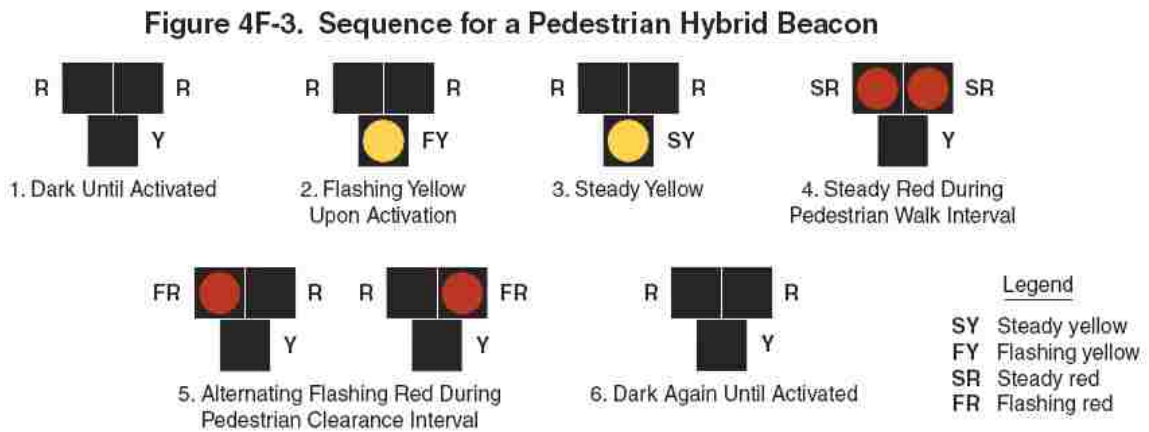 Figure 4F-3. Sequence for a Pedestrian Hybrid Beacon
R R
Y
1. Dark Until Activated
R R
FY
2. Flashing Yellow
Upon Activation
R R
SY
3. Steady Yellow
SR SR
Y
4. Steady Red During
Pedestrian Walk Interval
FR R
Y
R FR
Y
5. Alternating Flashing Red During
Pedestrian Clearance Interval
R R
Y
6. Dark Again Until Activated
Legend
SY Steady yellow
FY Flashing yellow
SR Steady red
FR Flashing red